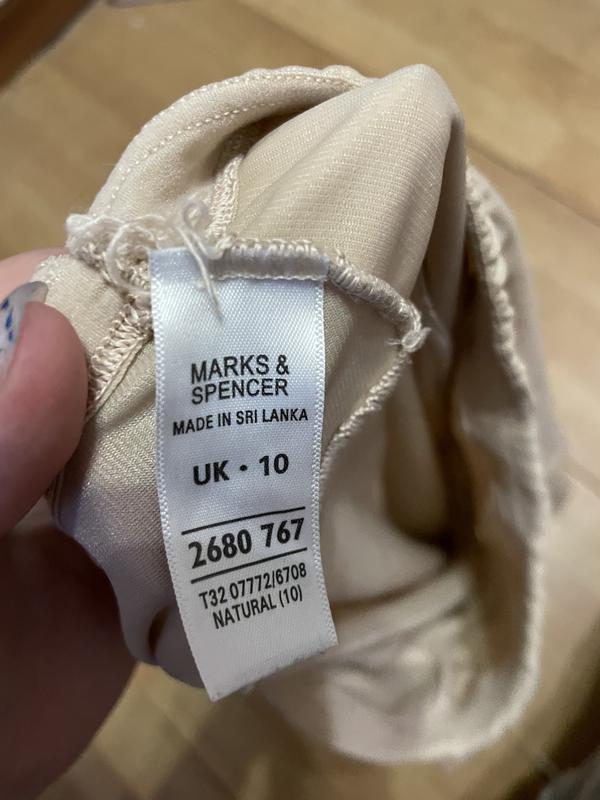 MARKS &
SPENCER
MADE IN SRI LANKA
UK • 10
2680 767
T32 07772/6708
NATURAL (10)